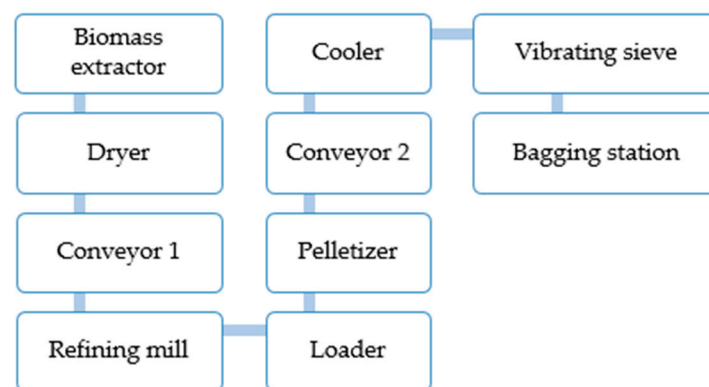 Biomass
extractor
Dryer
Conveyor 1
Refining mill
Loader
Pelletizer
Conveyor 2
Cooler
Vibrating sieve
Bagging station